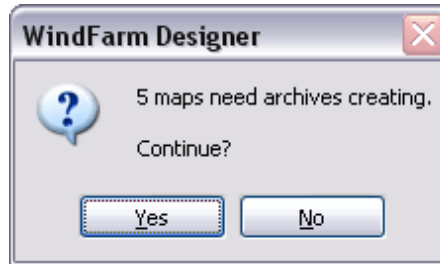 WindFarm Designer
5 maps need archives creating.
Continue?
Yes
No